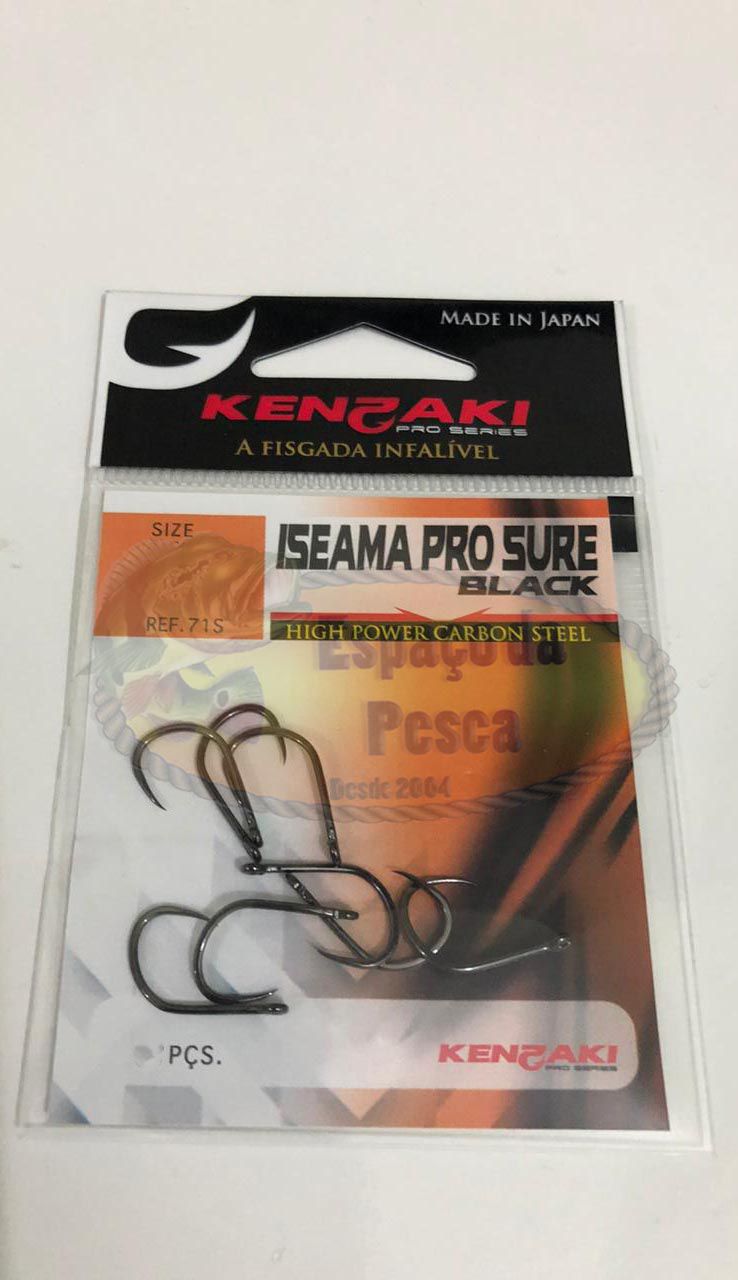 MADE IN JAPAN
KENZAKI
PRO SERIES
A FISGADA INFALÍVEL
SIZE
REF.71S
ISEAMA PRO SURE
BLACK
HIGH POWER CARBON STEEL
Espaço da
Pesca
Desde 2004
PÇS.
KENZAKI
PRO SERIES